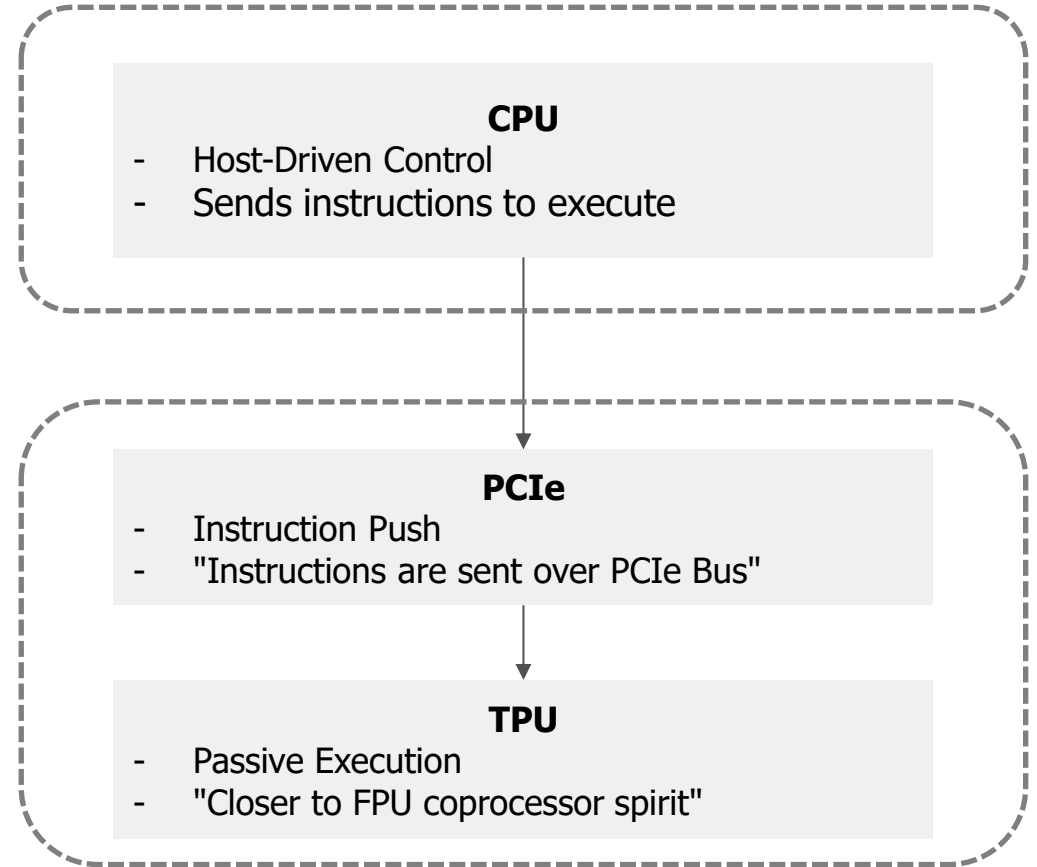 CPU
- Host-Driven Control
- Sends instructions to execute
PCIe
- Instruction Push
- "Instructions are sent over PCIe Bus"
TPU
- Passive Execution
- "Closer to FPU coprocessor spirit"